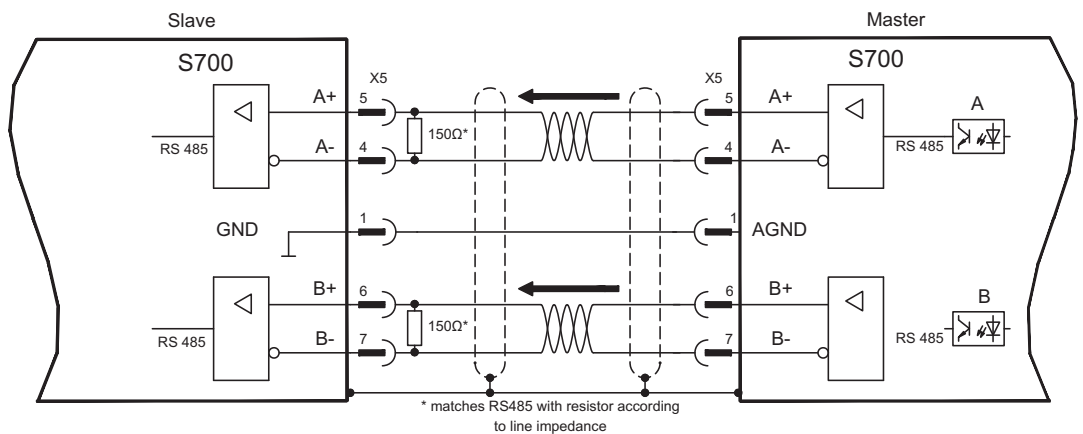 Slave
Master
S700
S700
X5
X5
A+
5
5
A+
A
150Ω*
RS 485
A-
4
4
A-
RS 485
GND
1
1
AGND
B+
6
6
B+
B
150Ω*
RS 485
B-
7
7
B-
RS 485
* matches RS485 with resistor according
to line impedance